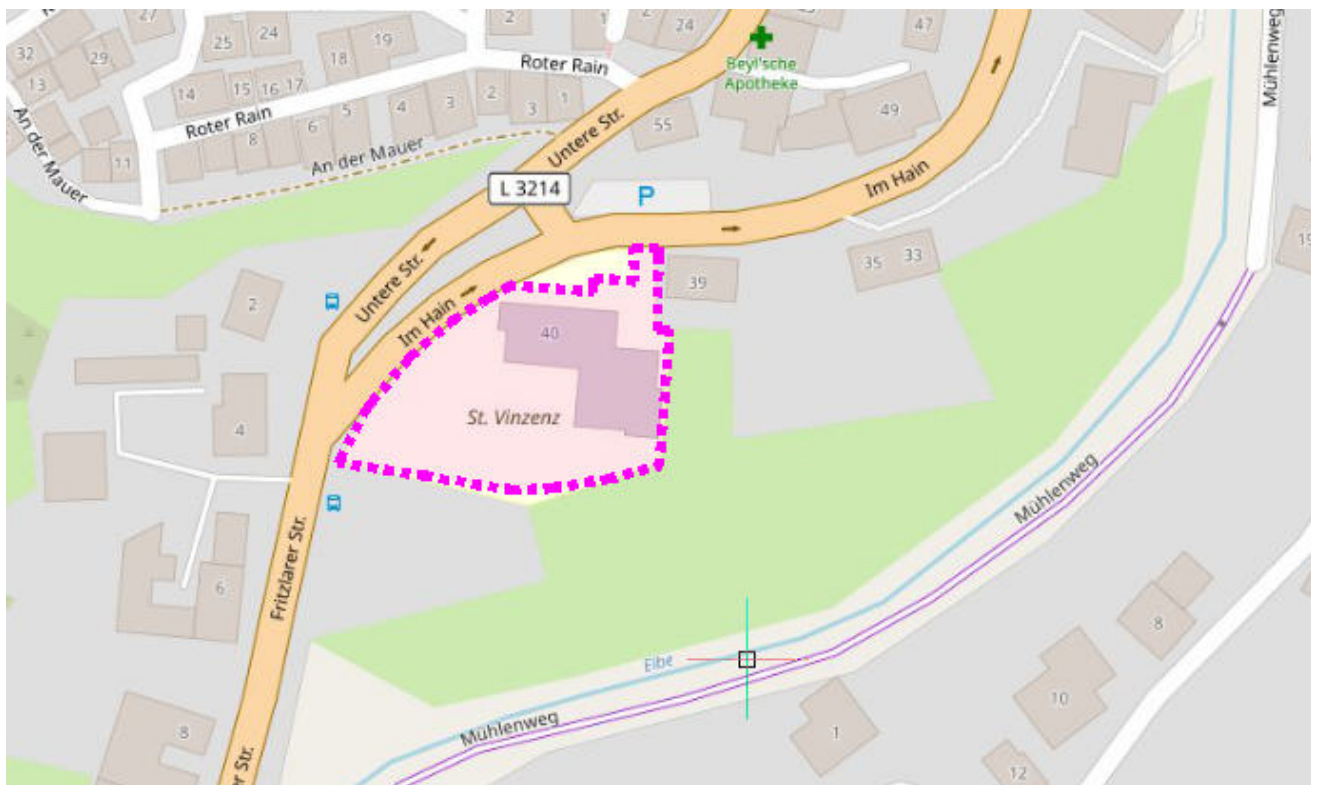 27
2
24
47
25
24
19
32
29
18
Roter Rain
Beyl'sche
Apotheke
Mühlenweg
13
14
15
16
17
5
4
3
2
3
1
49
Roter Rain
8
6
55
An der Mauer
11
An der Mauer
Untere Str.
L 3214
P
Im Hain
19
35
33
39
2
Untere Str.
Im Hain
40
St. Vinzenz
4
Mühlenweg
Fritzlarer Str.
6
8
Elbe
10
8
Mühlenweg
1
12
er Str.